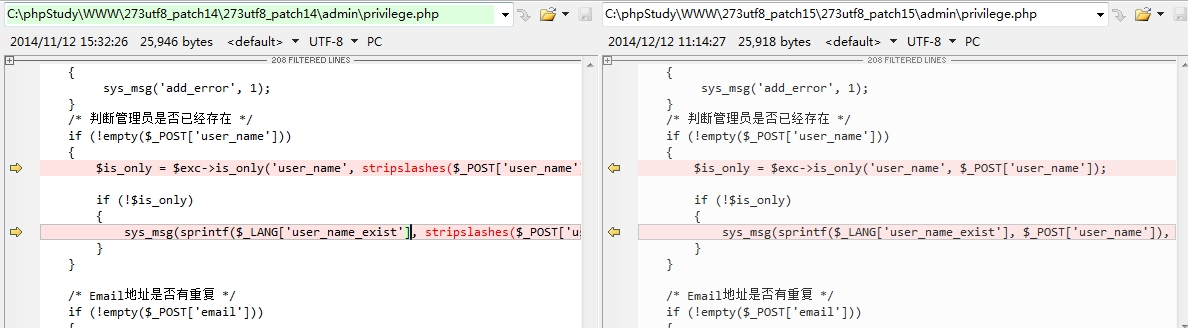 C:\phpStudy\WWW\273utf8_patch14\273utf8_patch14\admin\privilege.php
2014/11/12 15:32:26 25,946 bytes <default> UTF-8 PC
208 FILTERED LINES
{
sys_msg('add_error', 1);
}
/* 判断管理员是否已经存在 */
if (!empty($_POST['user_name']))
{
$is_only = $exc->is_only('user_name', stripslashes($_POST['user_name'
if (!$is_only)
{
sys_msg(sprintf($_LANG['user_name_exist'], stripslashes($_POST['u
}
}
/* Email地址是否有重复 */
if (!empty($_POST['email']))
{
C:\phpStudy\WWW\273utf8_patch15\273utf8_patch15\admin\privilege.php
2014/12/12 11:14:27 25,918 bytes <default> UTF-8 PC
208 FILTERED LINES
{
sys_msg('add_error', 1);
}
/* 判断管理员是否已经存在 */
if (!empty($_POST['user_name']))
{
$is_only = $exc->is_only('user_name', $_POST['user_name']);
if (!$is_only)
{
sys_msg(sprintf($_LANG['user_name_exist'], $_POST['user_name']),
}
}
/* Email地址是否有重复 */
if (!empty($_POST['email']))
{